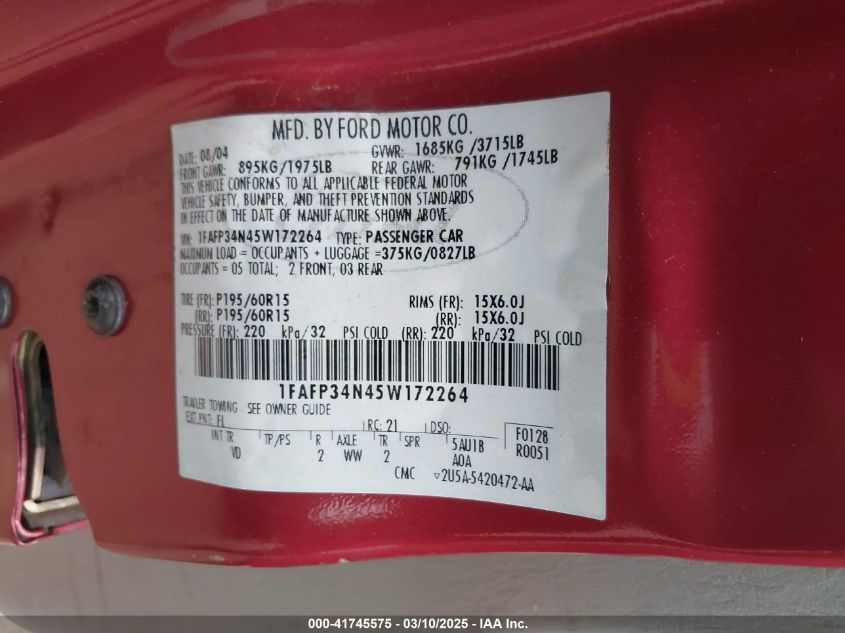 MFD. BY FORD MOTOR CO.
DATE: 08/04 GVWR: 1685KG /3715LB
FRONT GAWR: 895KG/1975LB REAR GAWR: 791KG /1745LB
THIS VEHICLE CONFORMS TO ALL APPLICABLE FEDERAL MOTOR
VEHICLE SAFETY, BUMPER, AND THEFT PREVENTION STANDARDS
IN EFFECT ON THE DATE OF MANUFACTURE SHOWN ABOVE.
VIN: 1FAFP34N45W172264 TYPE: PASSENGER CAR
MAXIMUM LOAD = OCCUPANTS + LUGGAGE =375KG/0827LB
OCCUPANTS = 05 TOTAL; 2 FRONT, 03 REAR
TIRE (FR): P195/60R15 RIMS (FR): 15X6.0J
(RR): P195/60R15 (RR): 15X6.0J
PRESSURE (FR): 220 kPa/32 PSI COLD (RR): 220 kPa/32 PSI COLD
1FAFP34N45W172264
TRAILER TOWING - SEE OWNER GUIDE
EXT PNT: FL RC: 21 DSO: F0128
INT TR TP/PS R AXLE TR SPR 5AU1B R0051
VD 2 WW 2 AOA
CMC ▿2U5A-5420472-AA
000-41745575 — 03/10/2025 — IAA Inc.